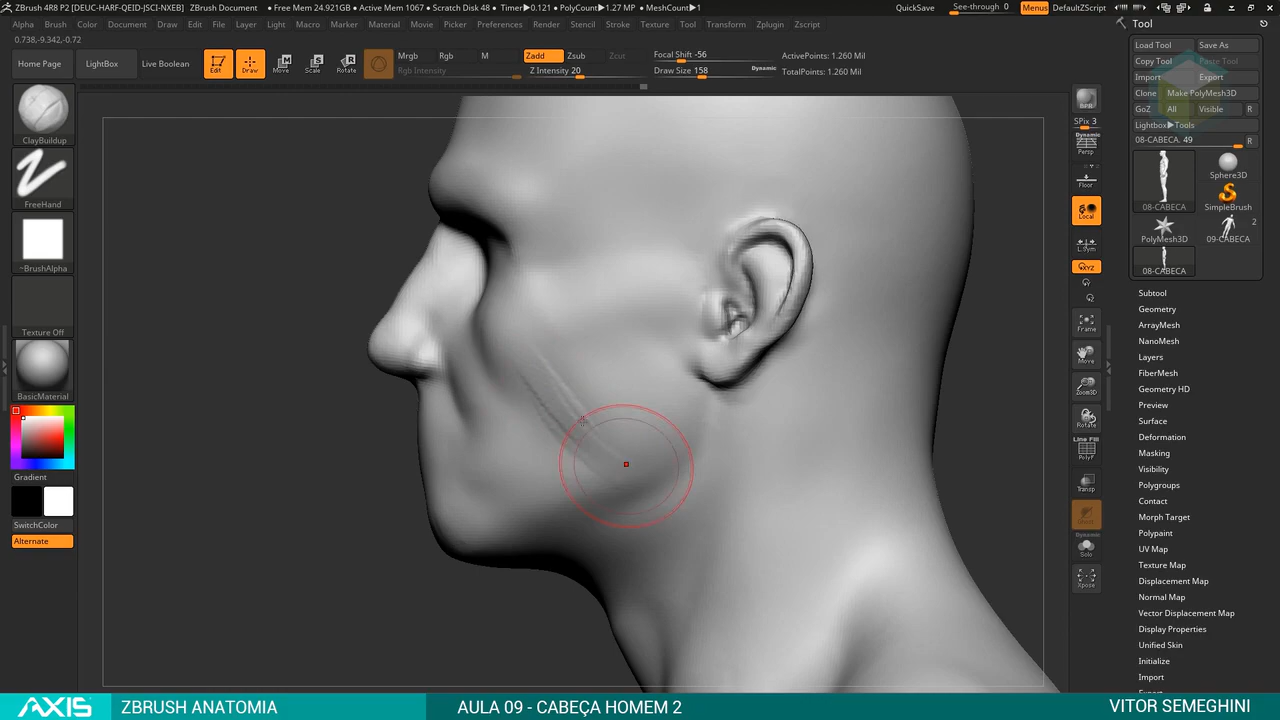 ZBrush 4R8 P2 [DEUC-HARF-QEID-JSCI-NXEB] ZBrush Document • Free Mem 24.921GB • Active Mem 1067 • Scratch Disk 48 • Timer▶0.121 • PolyCount▶1.27 MP • MeshCount▶1 QuickSave See-through 0 Menus DefaultZScript
Alpha Brush Color Document Draw Edit File Layer Light Macro Marker Material Movie Picker Preferences Render Stencil Stroke Texture Tool Transform Zplugin Zscript
0.738,-9.342,-0.72
Home Page LightBox Live Boolean Edit Draw Move Scale Rotate
Mrgb Rgb M Zadd Zsub Zcut Focal Shift -56 ActivePoints: 1.260 Mil
Rgb Intensity Z Intensity 20 Draw Size 158 Dynamic TotalPoints: 1.260 Mil
ClayBuildup
FreeHand
~BrushAlpha
Texture Off
BasicMaterial
Gradient
SwitchColor
Alternate
BPR
SPix 3
Dynamic
Persp
Floor
Local
L.Sym
XYZ
Frame
Move
Zoom3D
Rotate
Line Fill
PolyF
Transp
Ghost
Dynamic
Solo
Xpose
Tool
Load Tool Save As
Copy Tool Paste Tool
Import Export
Clone Make PolyMesh3D
GoZ All Visible R
Lightbox▶Tools
08-CABECA. 49 R
08-CABECA Sphere3D
SimpleBrush
PolyMesh3D 09-CABECA 2
08-CABECA
Subtool
Geometry
ArrayMesh
NanoMesh
Layers
FiberMesh
Geometry HD
Preview
Surface
Deformation
Masking
Visibility
Polygroups
Contact
Morph Target
Polypaint
UV Map
Texture Map
Displacement Map
Normal Map
Vector Displacement Map
Display Properties
Unified Skin
Initialize
Import
AXIS ZBRUSH ANATOMIA AULA 09 - CABEÇA HOMEM 2 VITOR SEMEGHINI